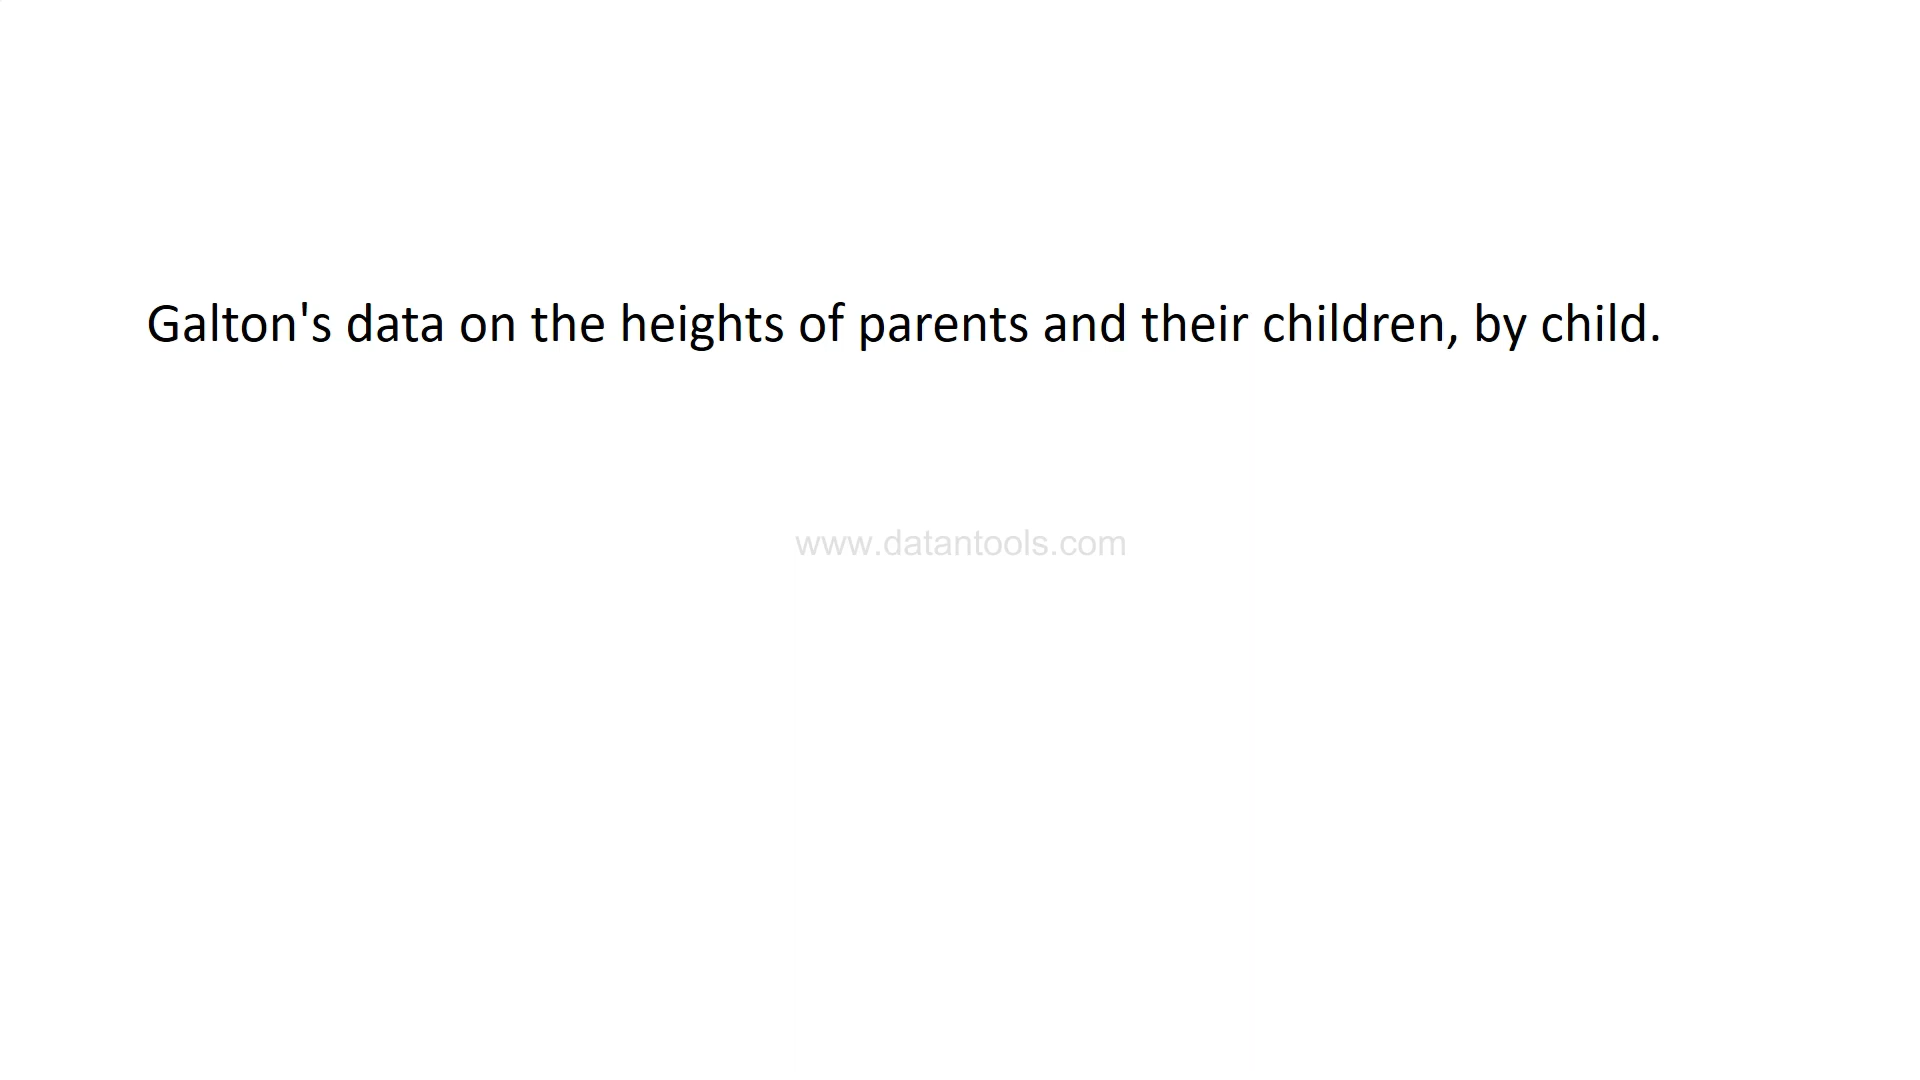 Galton's data on the heights of parents and their children, by child.
www.datantools.com